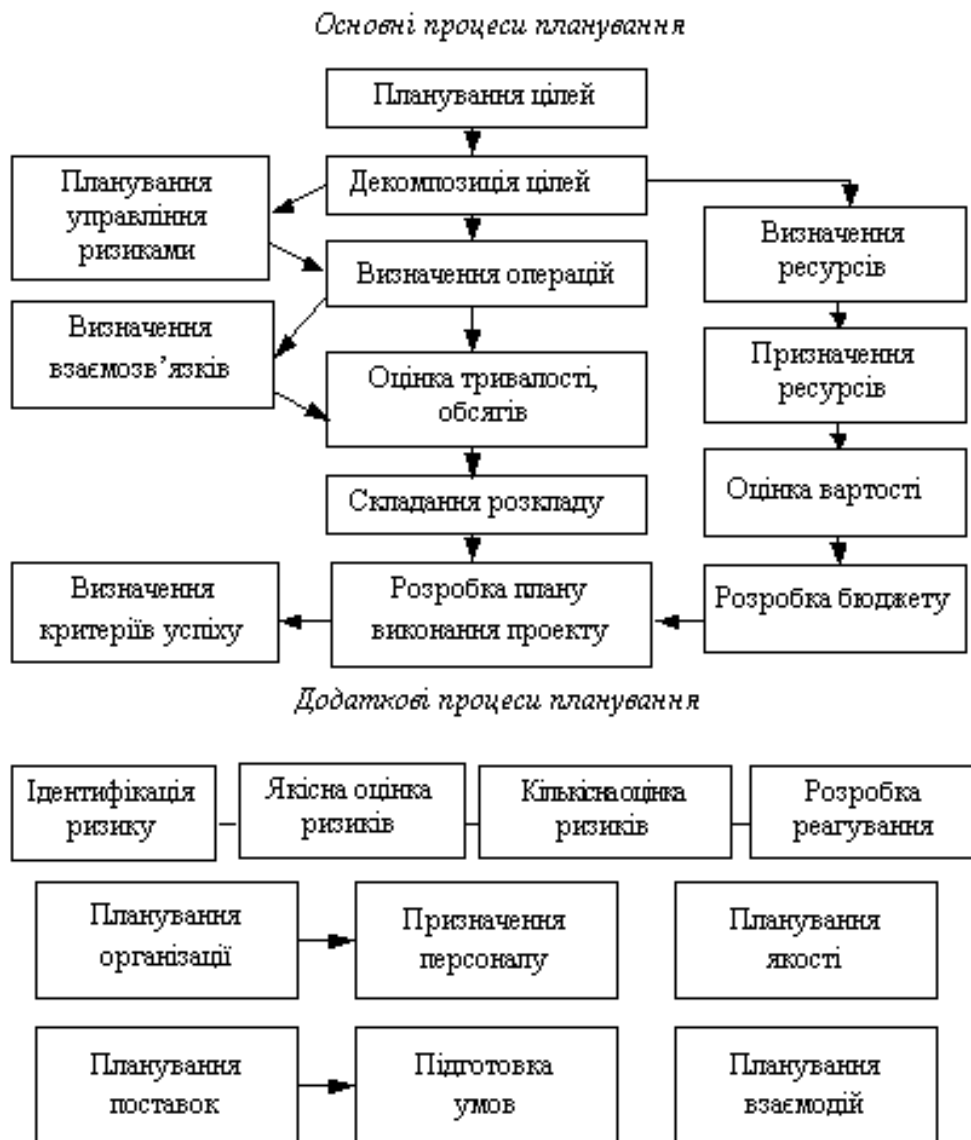 Основні процеси планування
Планування цілей
Декомпозиція цілей
Планування
управління
ризиками
Визначення
ресурсів
Визначення операцій
Визначення
взаємозв’язків
Призначення
ресурсів
Оцінка тривалості,
обсягів
Оцінка вартості
Складання розкладу
Визначення
критеріїв успіху
Розробка плану
виконання проекту
Розробка бюджету
Додаткові процеси планування
Ідентифікація
ризику
Якісна оцінка
ризиків
Кількісна оцінка
ризиків
Розробка
реагування
Планування
організації
Призначення
персоналу
Планування
якості
Планування
поставок
Підготовка
умов
Планування
взаємодій